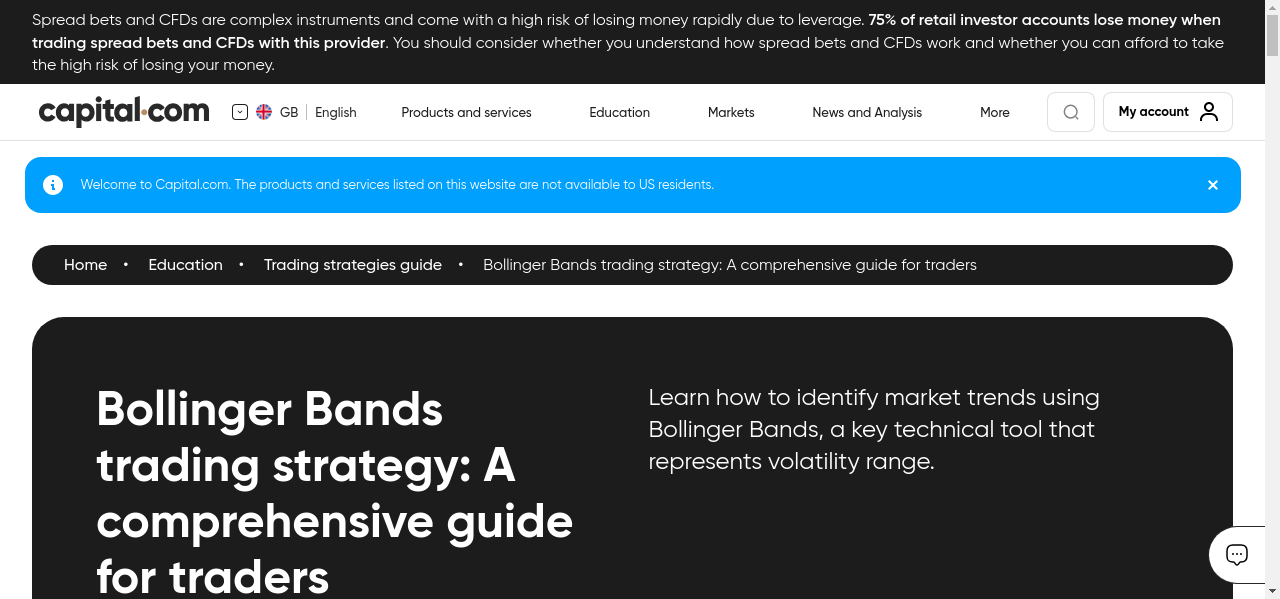 Spread bets and CFDs are complex instruments and come with a high risk of losing money rapidly due to leverage. 75% of retail investor accounts lose money when
trading spread bets and CFDs with this provider. You should consider whether you understand how spread bets and CFDs work and whether you can afford to take
the high risk of losing your money.
capital.com GB English Products and services Education Markets News and Analysis More My account
Welcome to Capital.com. The products and services listed on this website are not available to US residents.
Home • Education • Trading strategies guide • Bollinger Bands trading strategy: A comprehensive guide for traders
Bollinger Bands
trading strategy: A
comprehensive guide
for traders
Learn how to identify market trends using
Bollinger Bands, a key technical tool that
represents volatility range.